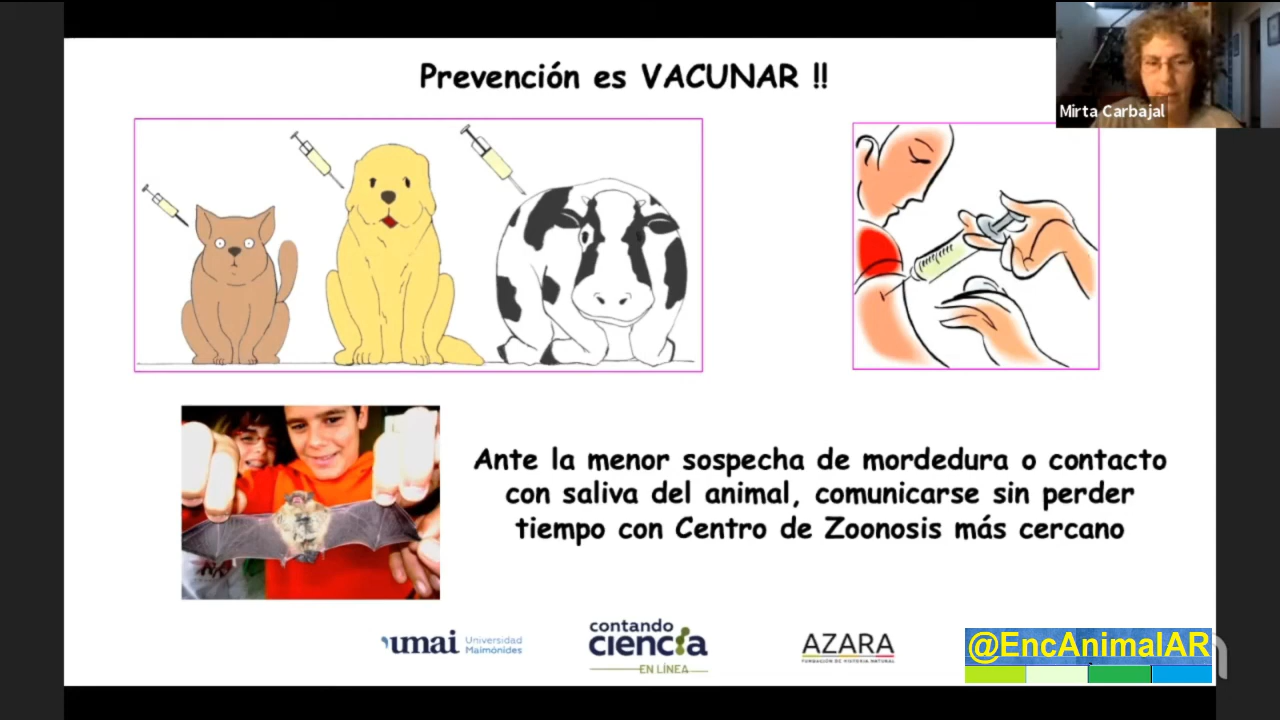 Prevención es VACUNAR !!
Mirta Carbajal
Ante la menor sospecha de mordedura o contacto
con saliva del animal, comunicarse sin perder
tiempo con Centro de Zoonosis más cercano
umai Universidad
Maimónides
contando
ciencia
EN LÍNEA
AZARA
FUNDACIÓN DE HISTORIA NATURAL
@EncAnimalAR